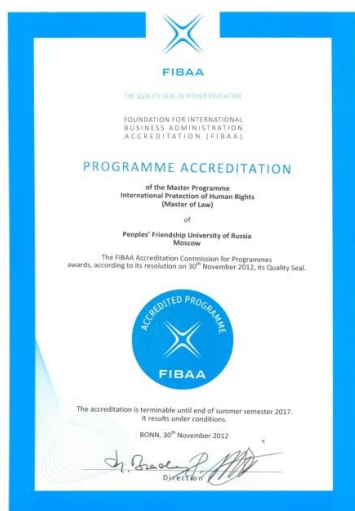 FIBAA
THE QUALITY SEAL IN HIGHER EDUCATION
FOUNDATION FOR INTERNATIONAL
BUSINESS ADMINISTRATION
ACCREDITATION (FIBAA)
PROGRAMME ACCREDITATION
of the Master Programme
International Protection of Human Rights
(Master of Law)
of
Peoples' Friendship University of Russia
Moscow
The FIBAA Accreditation Commission for Programmes
awards, according to its resolution on 30th November 2012, its Quality Seal.
ACCREDITED PROGRAMME
FIBAA
The accreditation is terminable until end of summer semester 2017.
It results under conditions.
BONN, 30th November 2012
Direction